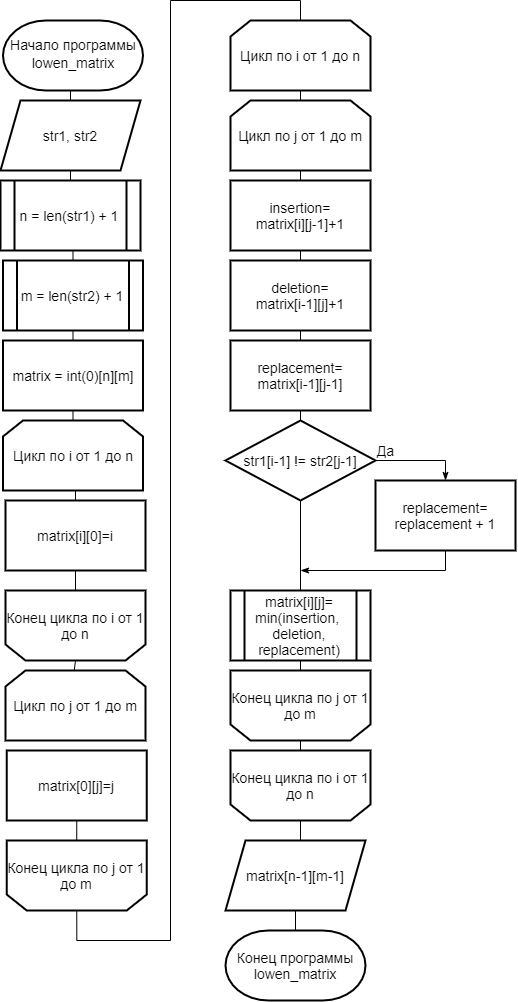 Начало программы
lowen_matrix
str1, str2
n = len(str1) + 1
m = len(str2) + 1
matrix = int(0)[n][m]
Цикл по i от 1 до n
matrix[i][0]=i
Конец цикла по i от 1
до n
Цикл по j от 1 до m
matrix[0][j]=j
Конец цикла по j от 1
до m
Цикл по i от 1 до n
Цикл по j от 1 до m
insertion=
matrix[i][j-1]+1
deletion=
matrix[i-1][j]+1
replacement=
matrix[i-1][j-1]
str1[i-1] != str2[j-1]
Да
replacement=
replacement + 1
matrix[i][j]=
min(insertion,
deletion,
replacement)
Конец цикла по j от 1
до m
Конец цикла по i от 1
до n
matrix[n-1][m-1]
Конец программы
lowen_matrix